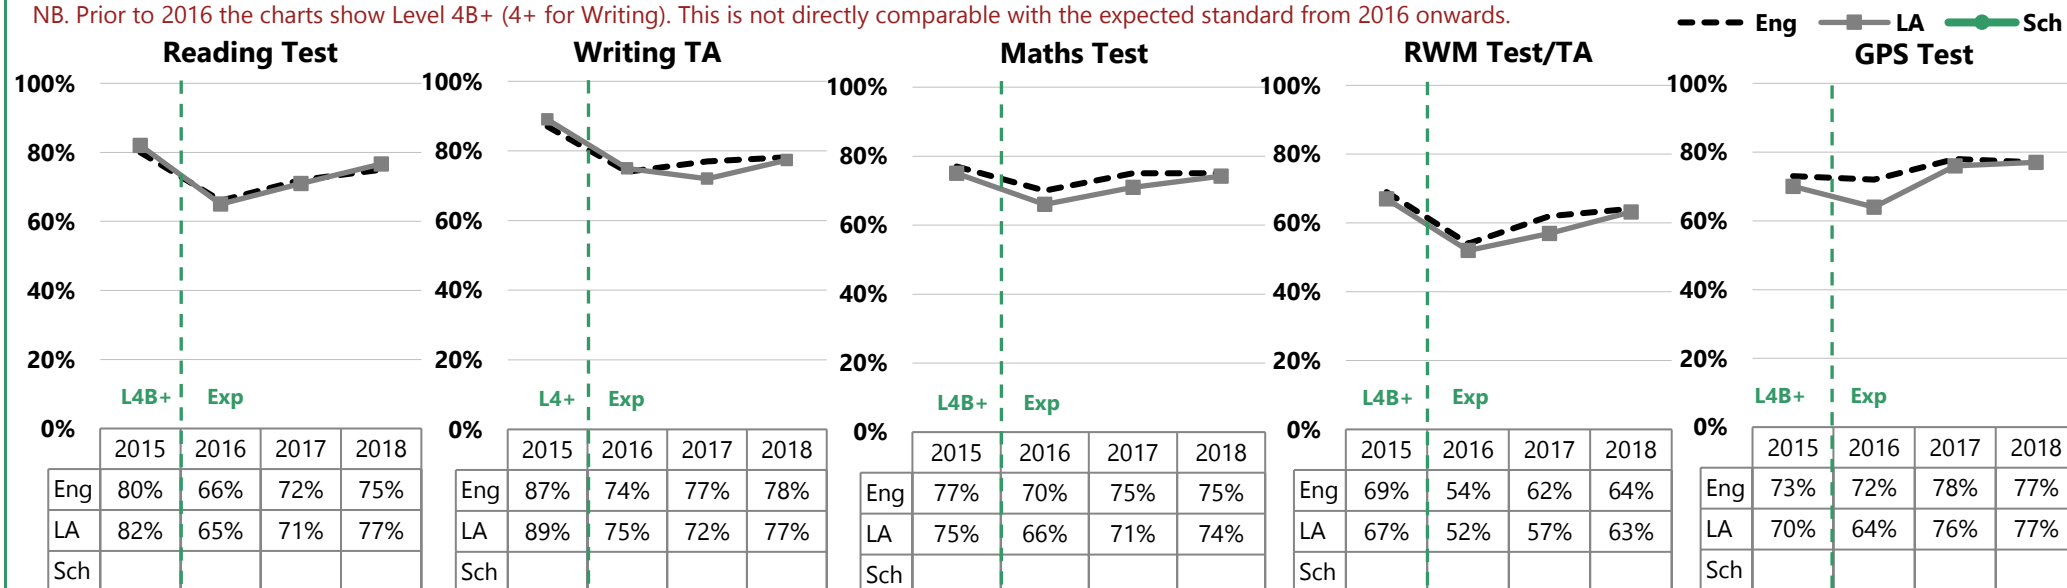 NB. Prior to 2016 the charts show Level 4B+ (4+ for Writing). This is not directly comparable with the expected standard from 2016 onwards.
Eng LA Sch
Reading Test
100%
80%
60%
40%
20%
0%
L4B+ Exp
2015 2016 2017 2018
Eng 80% 66% 72% 75%
LA 82% 65% 71% 77%
Sch
Writing TA
100%
80%
60%
40%
20%
0%
L4+ Exp
2015 2016 2017 2018
Eng 87% 74% 77% 78%
LA 89% 75% 72% 77%
Sch
Maths Test
100%
80%
60%
40%
20%
0%
L4B+ Exp
2015 2016 2017 2018
Eng 77% 70% 75% 75%
LA 75% 66% 71% 74%
Sch
RWM Test/TA
100%
80%
60%
40%
20%
0%
L4B+ Exp
2015 2016 2017 2018
Eng 69% 54% 62% 64%
LA 67% 52% 57% 63%
Sch
GPS Test
100%
80%
60%
40%
20%
0%
L4B+ Exp
2015 2016 2017 2018
Eng 73% 72% 78% 77%
LA 70% 64% 76% 77%
Sch